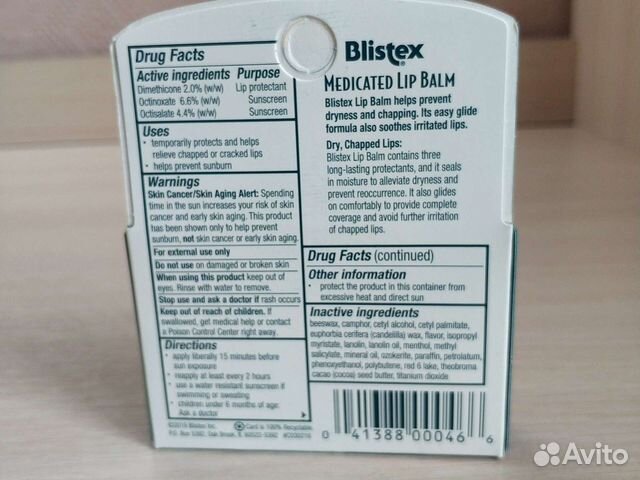 Drug Facts
Active ingredients Purpose
Dimethicone 2.0% (w/w) Lip protectant
Octinoxate 6.6% (w/w) Sunscreen
Octisalate 4.4% (w/w) Sunscreen
Uses
• temporarily protects and helps
relieve chapped or cracked lips
• helps prevent sunburn
Warnings
Skin Cancer/Skin Aging Alert: Spending
time in the sun increases your risk of skin
cancer and early skin aging. This product
has been shown only to help prevent
sunburn, not skin cancer or early skin aging.
For external use only
Do not use on damaged or broken skin
When using this product keep out of
eyes. Rinse with water to remove.
Stop use and ask a doctor if rash occurs
Keep out of reach of children. If
swallowed, get medical help or contact
a Poison Control Center right away.
Directions
• apply liberally 15 minutes before
sun exposure
• reapply at least every 2 hours
• use a water resistant sunscreen if
swimming or sweating
• children under 6 months of age:
Ask a doctor
Blistex Inc. Card is 100% Recyclable.
P.O. Box 5392, Oak Brook, IL 60522-5392
Blistex®
MEDICATED LIP BALM
Blistex Lip Balm helps prevent
dryness and chapping. Its easy glide
formula also soothes irritated lips.
Dry, Chapped Lips:
Blistex Lip Balm contains three
long-lasting protectants, and it seals
in moisture to alleviate dryness and
prevent reoccurrence. It also glides
on comfortably to provide complete
coverage and avoid further irritation
of chapped lips.
Drug Facts (continued)
Other information
• protect the product in this container from
excessive heat and direct sun
Inactive ingredients
beeswax, camphor, cetyl alcohol, cetyl palmitate,
euphorbia cerifera (candelilla) wax, flavor, isopropyl
myristate, lanolin, lanolin oil, menthol, methyl
salicylate, mineral oil, ozokerite, paraffin, petrolatum,
phenoxyethanol, polybutene, red 6 lake, theobroma
cacao (cocoa) seed butter, titanium dioxide
0 41388 00046 6
Avito